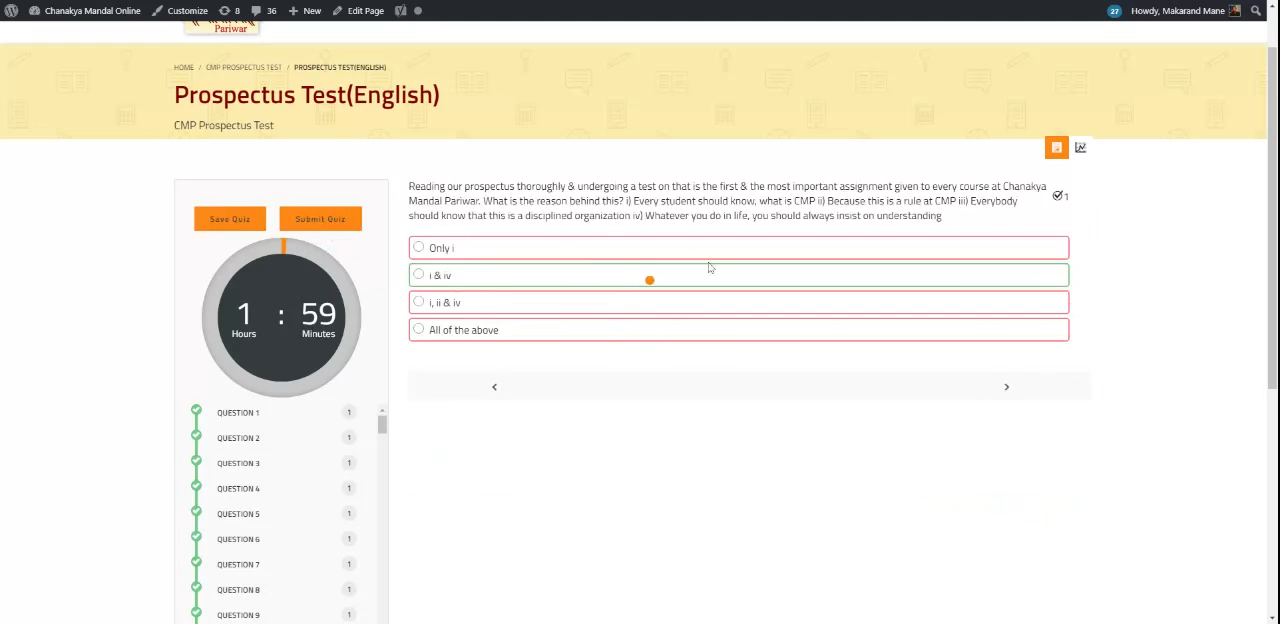 Chanakya Mandal Online Customize 8 36 New Edit Page 27 Howdy, Makarand Mane
Pariwar
HOME / CMP PROSPECTUS TEST / PROSPECTUS TEST(ENGLISH)
Prospectus Test(English)
CMP Prospectus Test
Save Quiz Submit Quiz
1 : 59
Hours Minutes
QUESTION 1 1
QUESTION 2 1
QUESTION 3 1
QUESTION 4 1
QUESTION 5 1
QUESTION 6 1
QUESTION 7 1
QUESTION 8 1
QUESTION 9 1
Reading our prospectus thoroughly & undergoing a test on that is the first & the most important assignment given to every course at Chanakya
Mandal Pariwar. What is the reason behind this? i) Every student should know, what is CMP ii) Because this is a rule at CMP iii) Everybody
should know that this is a disciplined organization iv) Whatever you do in life, you should always insist on understanding
1
Only i
i & iv
i, ii & iv
All of the above